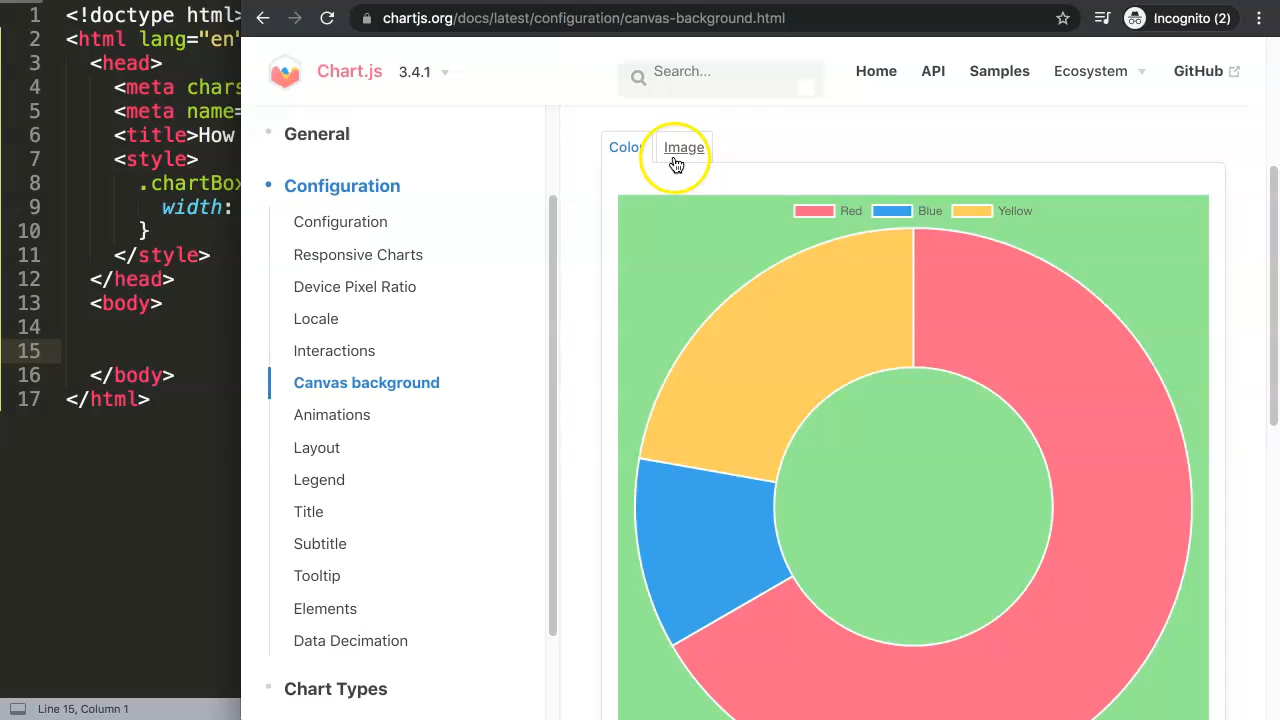 1 <!doctype html>
2 <html lang="en"
3 <head>
4 <meta chars
5 <meta name=
6 <title>How
7 <style>
8 .chartBox
9 width:
10 }
11 </style>
12 </head>
13 <body>
14
15
16 </body>
17 </html>
Line 15, Column 1
chartjs.org/docs/latest/configuration/canvas-background.html
Incognito (2)
Chart.js 3.4.1
Search...
Home API Samples Ecosystem GitHub
General
Configuration
Configuration
Responsive Charts
Device Pixel Ratio
Locale
Interactions
Canvas background
Animations
Layout
Legend
Title
Subtitle
Tooltip
Elements
Data Decimation
Chart Types
Color Image
Red Blue Yellow